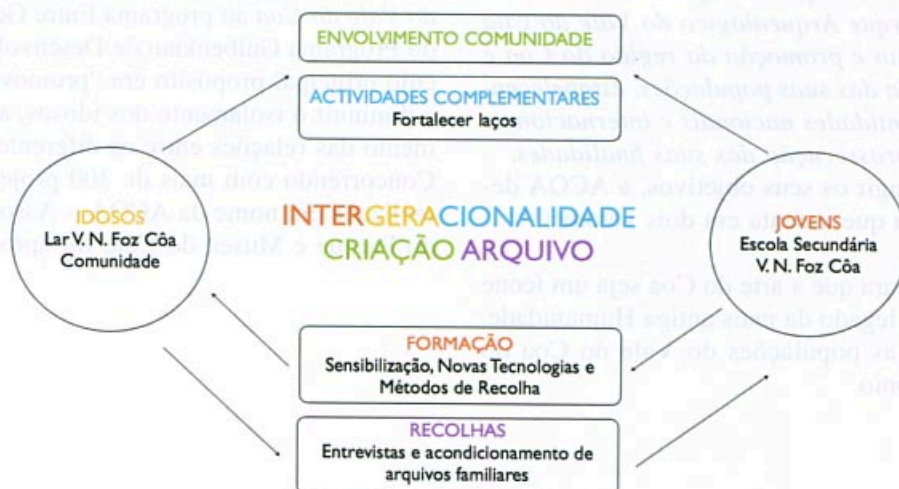 ENVOLVIMENTO COMUNIDADE
ACTIVIDADES COMPLEMENTARES
Fortalecer laços
IDOSOS
Lar V. N. Foz Côa
Comunidade
INTERGERACIONALIDADE
CRIAÇÃO ARQUIVO
JOVENS
Escola Secundária
V. N. Foz Côa
FORMAÇÃO
Sensibilização, Novas Tecnologias e
Métodos de Recolha
RECOLHAS
Entrevistas e acondicionamento de
arquivos familiares